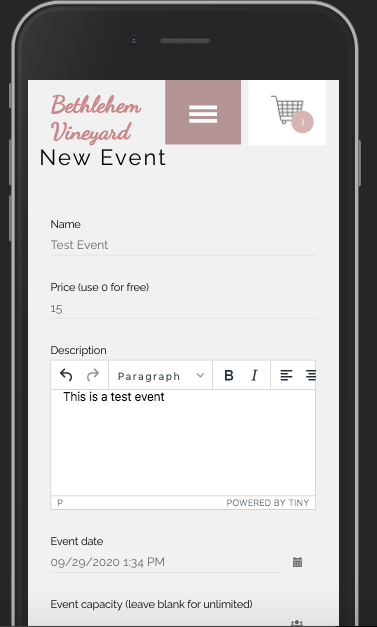 Bethlehem
Vineyard
3
New Event
Name
Test Event
Price (use 0 for free)
15
Description
Paragraph
B I
This is a test event
P POWERED BY TINY
Event date
09/29/2020 1:34 PM
Event capacity (leave blank for unlimited)